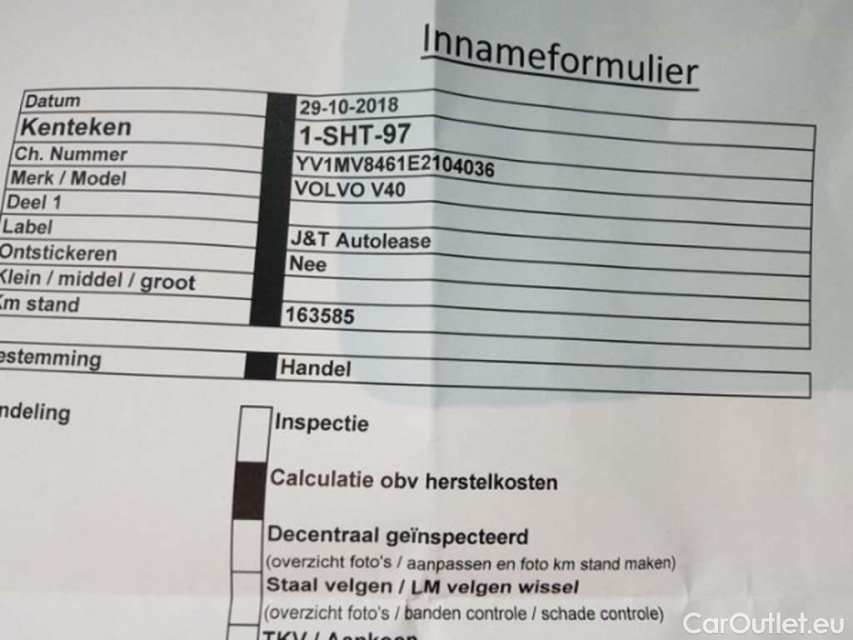 Innameformulier
Datum 29-10-2018
Kenteken 1-SHT-97
Ch. Nummer YV1MV8461E2104036
Merk / Model VOLVO V40
Deel 1
Label J&T Autolease
Ontstickeren Nee
Klein / middel / groot
Km stand 163585
estemming Handel
ndeling
Inspectie
Calculatie obv herstelkosten
Decentraal geïnspecteerd
(overzicht foto's / aanpassen en foto km stand maken)
Staal velgen / LM velgen wissel
(overzicht foto's / banden controle / schade controle)
TKV / Aankoop
CarOutlet.eu